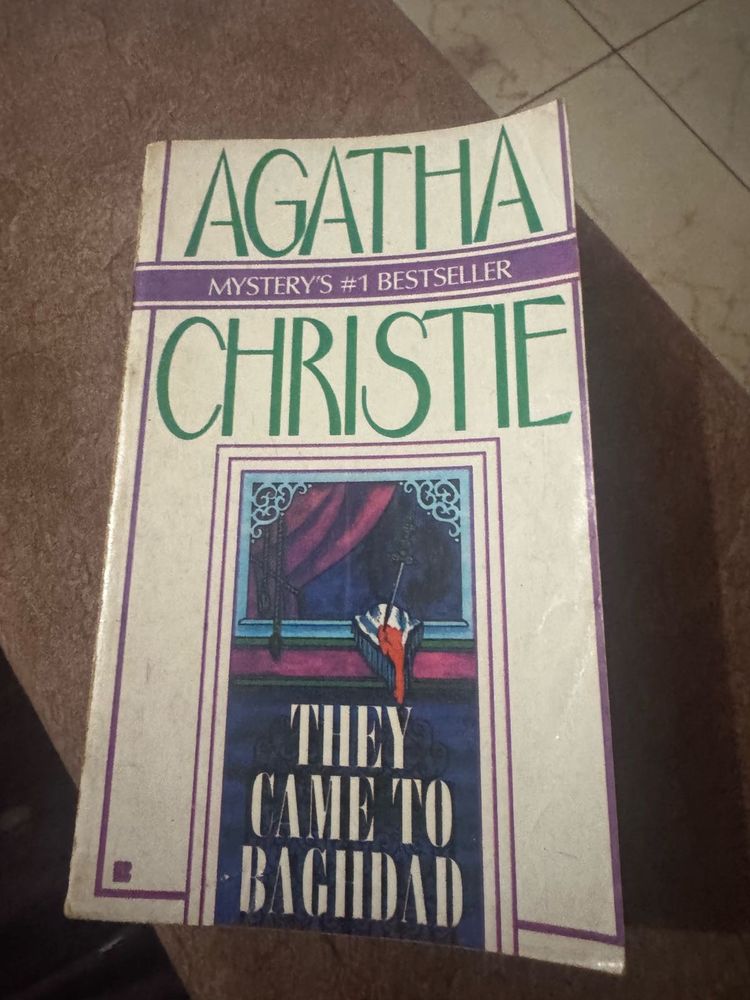 AGATHA
MYSTERY'S #1 BESTSELLER
CHRISTIE
THEY
CAME TO
BAGHDAD